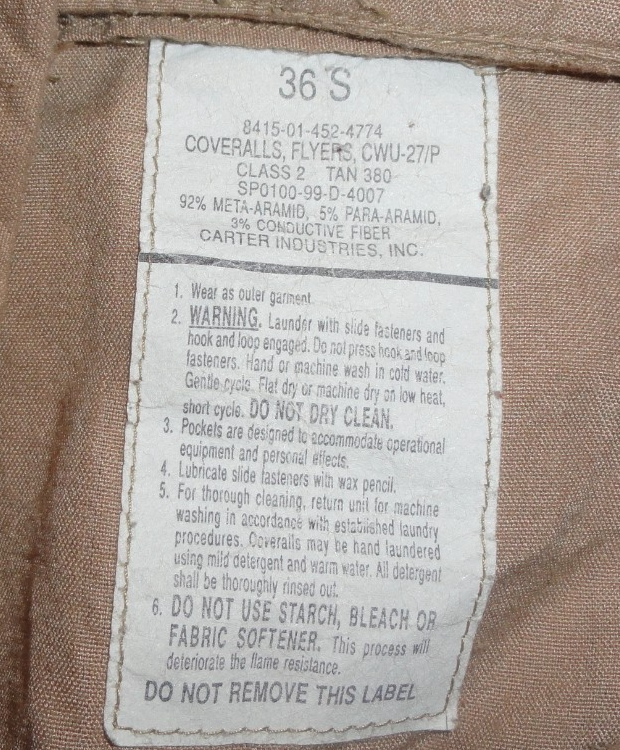 36 S
8415-01-452-4774
COVERALLS, FLYERS, CWU-27/P
CLASS 2 TAN 380
SP0100-99-D-4007
92% META-ARAMID, 5% PARA-ARAMID,
3% CONDUCTIVE FIBER
CARTER INDUSTRIES, INC.
1. Wear as outer garment
2. WARNING. Launder with slide fasteners and
hook and loop engaged. Do not press hook and loop
fasteners. Hand or machine wash in cold water.
Gentle cycle. Flat dry or machine dry on low heat,
short cycle. DO NOT DRY CLEAN.
3. Pockets are designed to accommodate operational
equipment and personal effects.
4. Lubricate slide fasteners with wax pencil.
5. For thorough cleaning, return unit for machine
washing in accordance with established laundry
procedures. Coveralls may be hand laundered
using mild detergent and warm water. All detergent
shall be thoroughly rinsed out.
6. DO NOT USE STARCH, BLEACH OR
FABRIC SOFTENER. This process will
deteriorate the flame resistance.
DO NOT REMOVE THIS LABEL